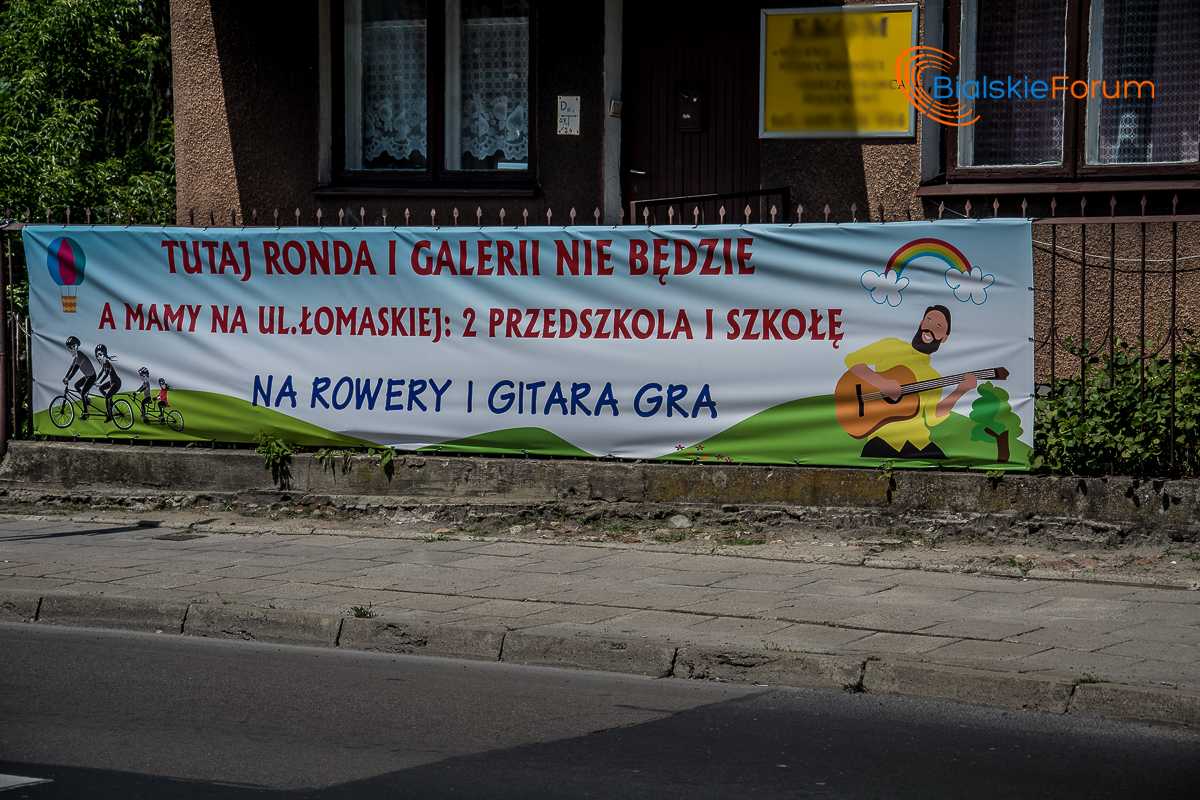 BialskieForum
TUTAJ RONDA I GALERII NIE BĘDZIE
A MAMY NA UL.ŁOMASKIEJ: 2 PRZEDSZKOLA I SZKOŁĘ
NA ROWERY I GITARA GRA